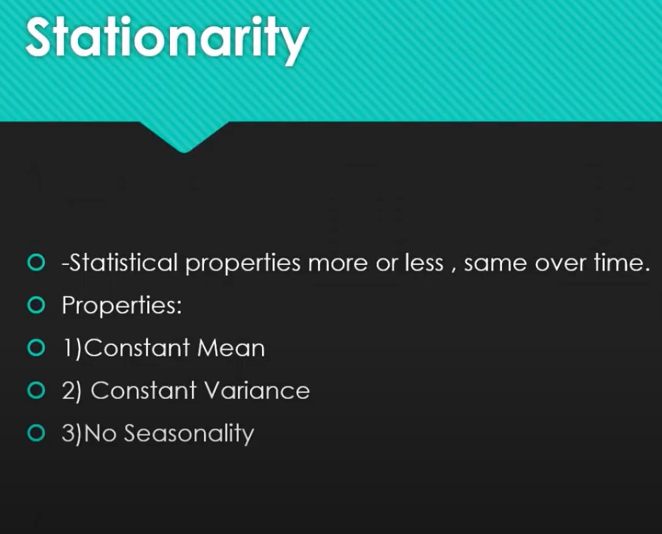 Stationarity
-Statistical properties more or less , same over time.
Properties:
1)Constant Mean
2) Constant Variance
3)No Seasonality